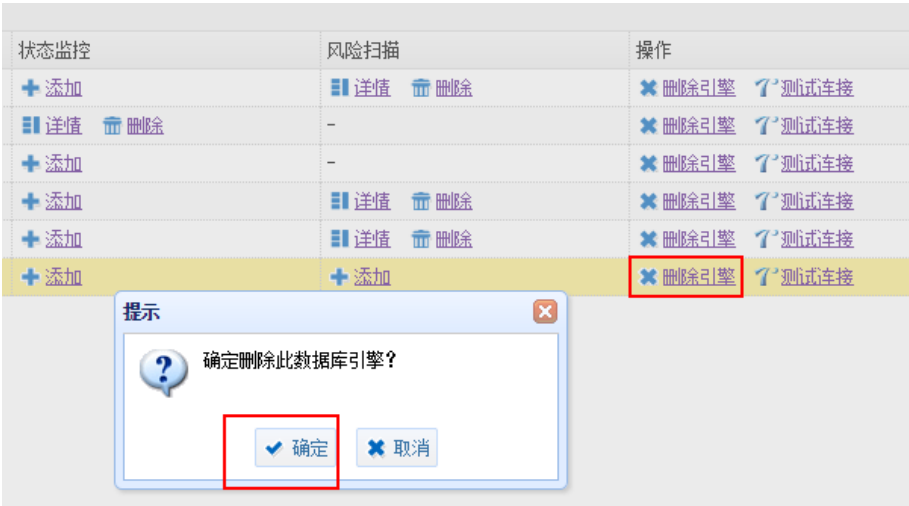 状态监控 风险扫描 操作
添加 详情 删除 删除引擎 测试连接
详情 删除 - 删除引擎 测试连接
添加 - 删除引擎 测试连接
添加 详情 删除 删除引擎 测试连接
添加 详情 删除 删除引擎 测试连接
添加 添加 删除引擎 测试连接
提示
确定删除此数据库引擎?
确定 取消